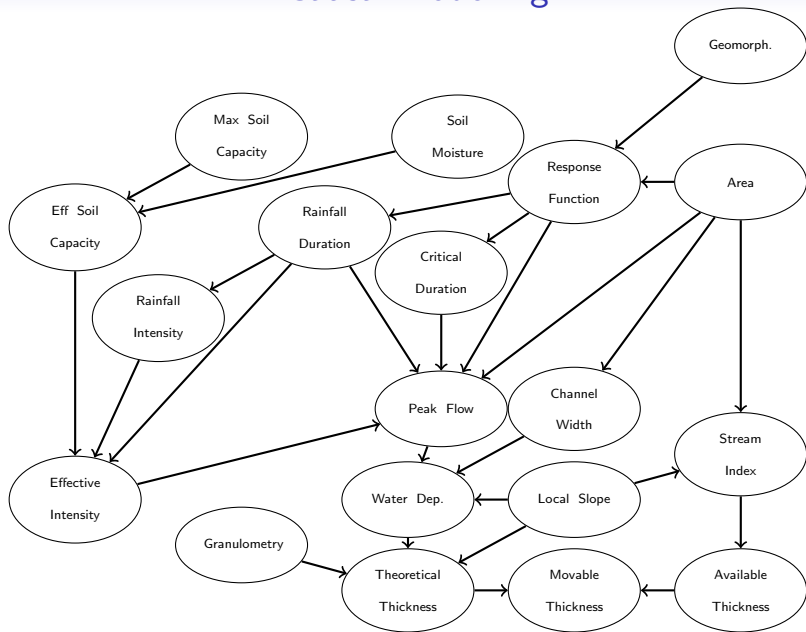 Geomorph.
Max Soil
Capacity
Soil
Moisture
Response
Function
Area
Eff Soil
Capacity
Rainfall
Duration
Critical
Duration
Rainfall
Intensity
Peak Flow
Channel
Width
Stream
Index
Effective
Intensity
Water Dep.
Local Slope
Granulometry
Theoretical
Thickness
Movable
Thickness
Available
Thickness